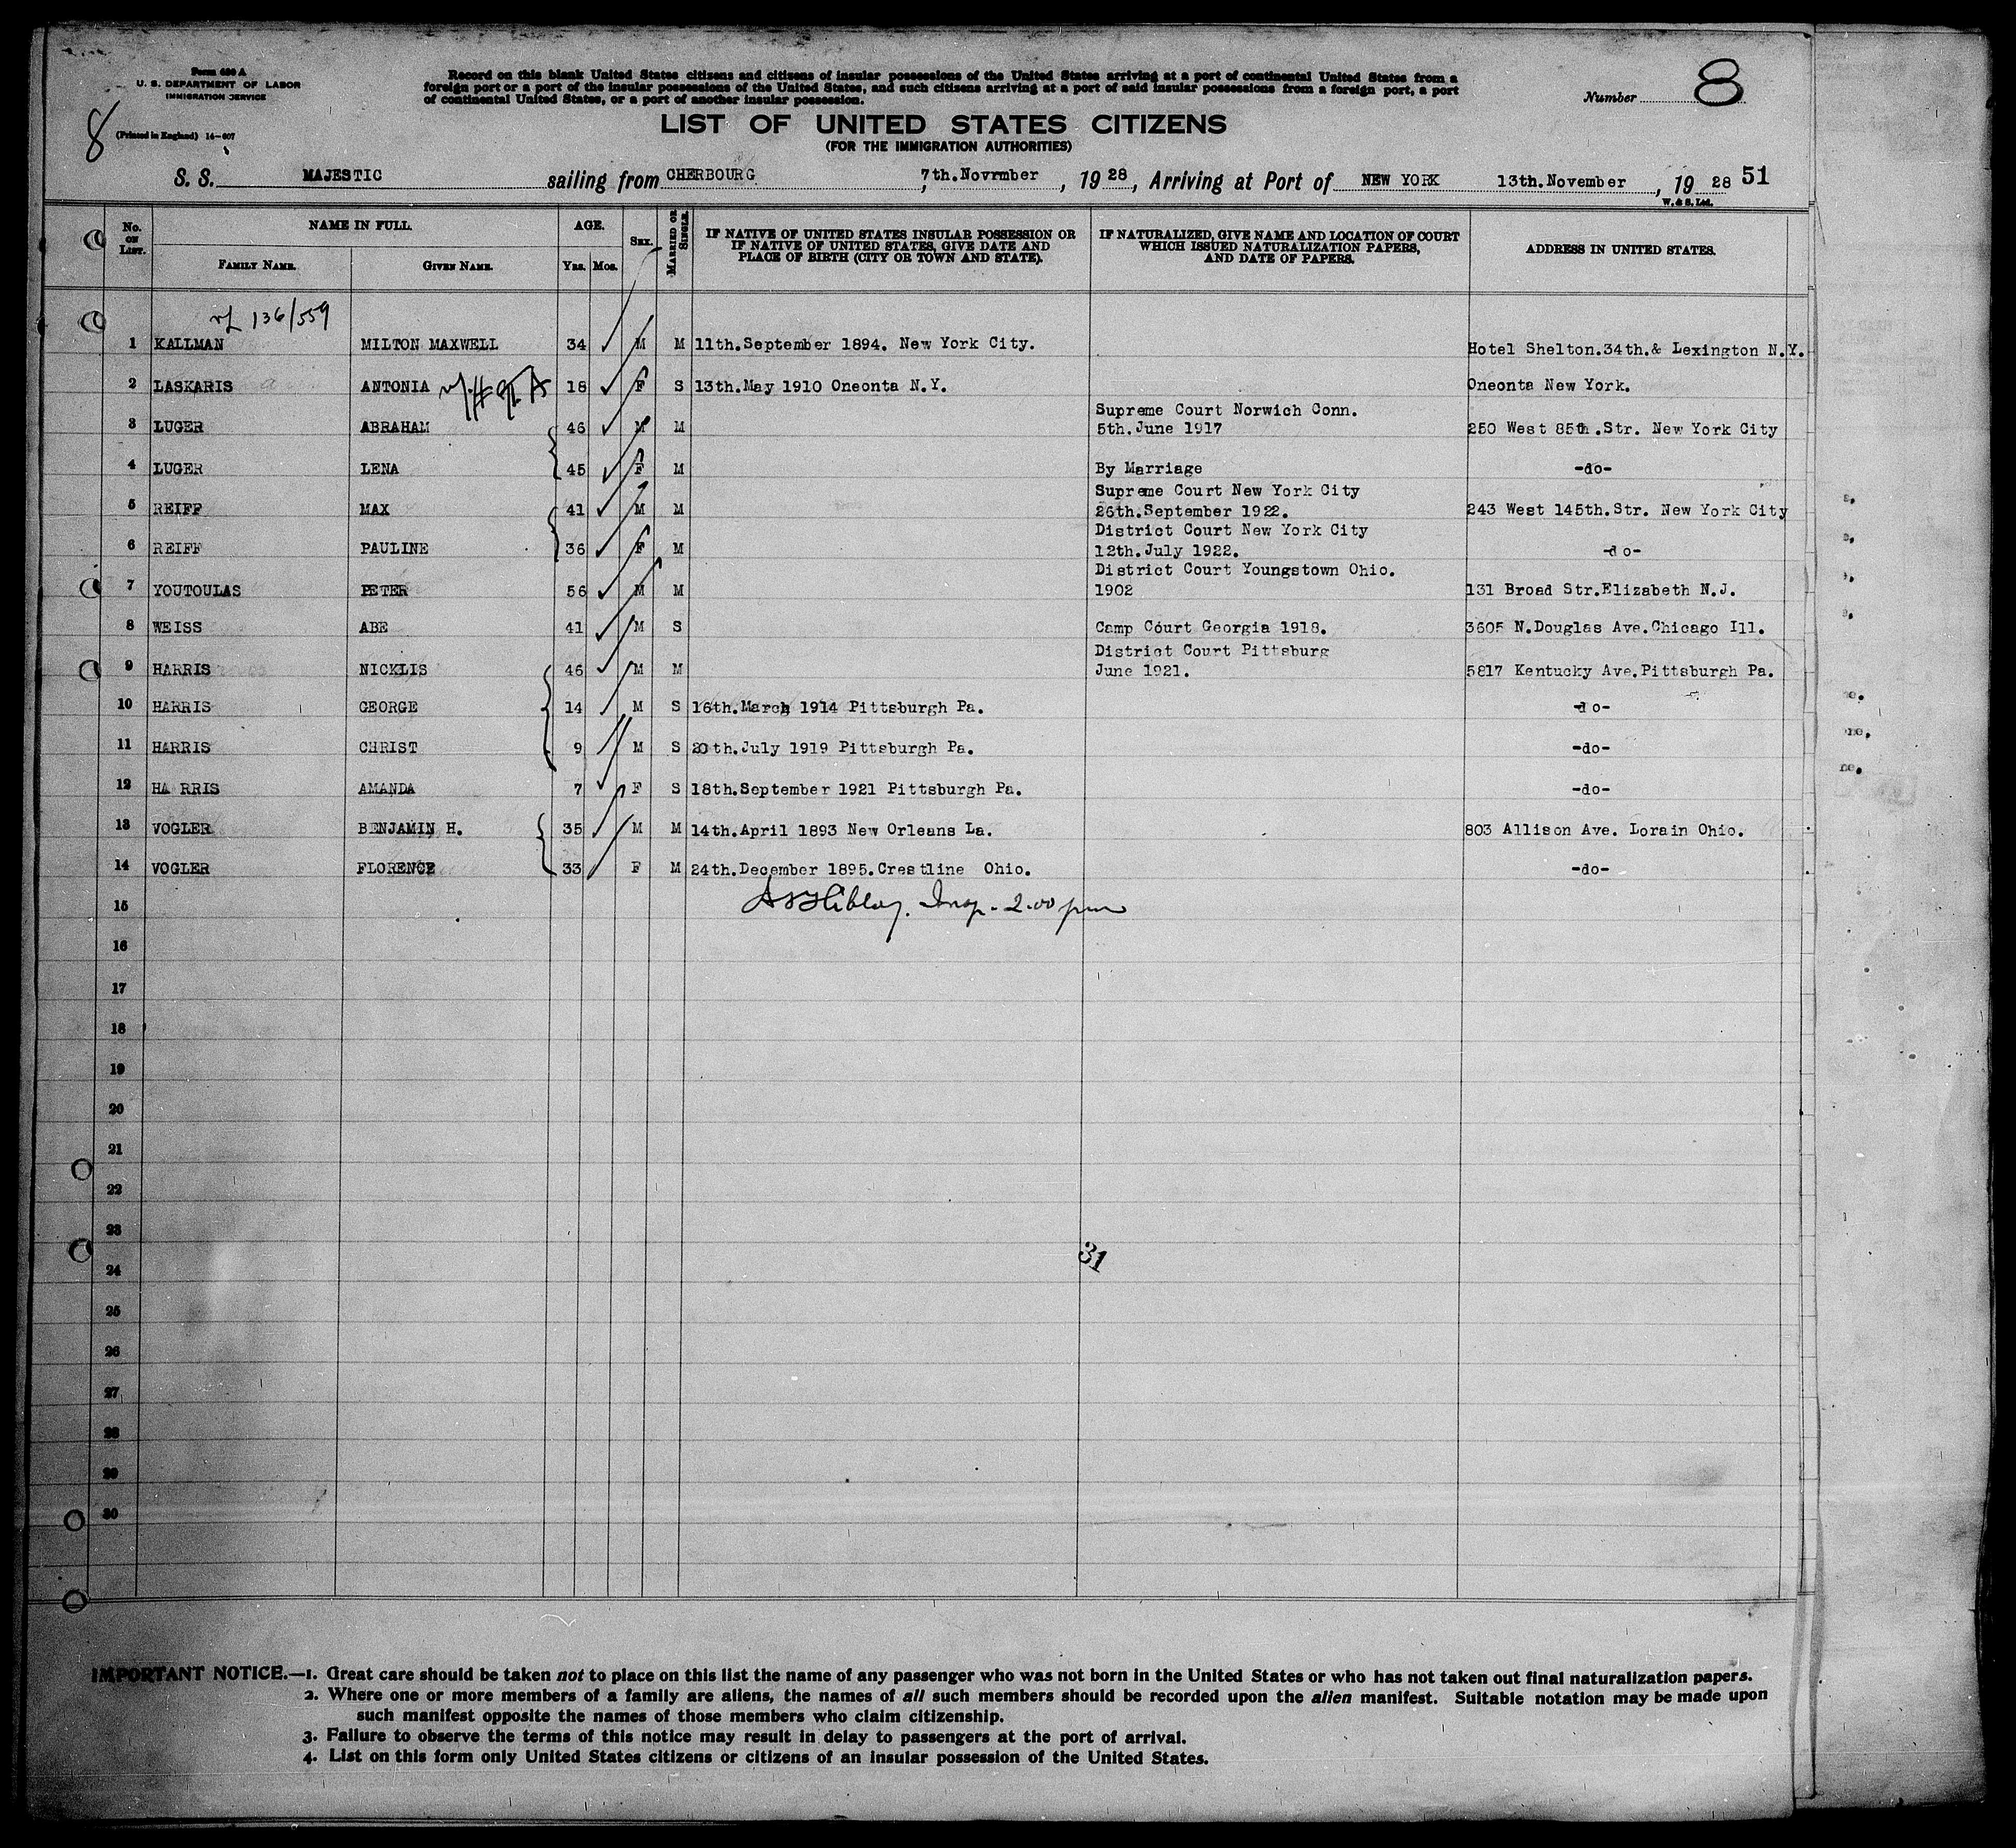 Form 630 A
U. S. DEPARTMENT OF LABOR
IMMIGRATION SERVICE
(Printed in England) 14-607
8
Record on this blank United States citizens and citizens of insular possessions of the United States arriving at a port of continental United States from a
foreign port or a port of the insular possessions of the United States, and such citizens arriving at a port of said insular possessions from a foreign port, a port
of continental United States, or a port of another insular possession.
Number 8
LIST OF UNITED STATES CITIZENS
(FOR THE IMMIGRATION AUTHORITIES)
S. S. MAJESTIC sailing from CHERBOURG, 7th.Novrmber, 19 28, Arriving at Port of NEW YORK 13th.November, 19 28 51
W. & S. Ltd.
No. ON LIST. NAME IN FULL. AGE. SEX. MARRIED OR SINGLE. IF NATIVE OF UNITED STATES INSULAR POSSESSION OR IF NATIVE OF UNITED STATES, GIVE DATE AND PLACE OF BIRTH (CITY OR TOWN AND STATE). IF NATURALIZED, GIVE NAME AND LOCATION OF COURT WHICH ISSUED NATURALIZATION PAPERS, AND DATE OF PAPERS. ADDRESS IN UNITED STATES.
FAMILY NAME. GIVEN NAME. YRS. MOS.
136/559
1 KALLMAN MILTON MAXWELL 34 M M 11th.September 1894. New York City. Hotel Shelton.34th.& Lexington N.Y.
2 LASKARIS ANTONIA 18 F S 13th.May 1910 Oneonta N.Y. Oneonta New York.
3 LUGER ABRAHAM 46 M M Supreme Court Norwich Conn. 5th.June 1917 250 West 85th.Str. New York City
4 LUGER LENA 45 F M By Marriage -do-
5 REIFF MAX 41 M M Supreme Court New York City 26th.September 1922. 243 West 145th.Str. New York City
6 REIFF PAULINE 36 F M District Court New York City 12th.July 1922. -do-
7 YOUTOULAS PETER 56 M M District Court Youngstown Ohio. 1902 131 Broad Str.Elizabeth N.J.
8 WEISS ABE 41 M S Camp Court Georgia 1918. 3605 N.Douglas Ave.Chicago Ill.
9 HARRIS NICKLIS 46 M M District Court Pittsburg June 1921. 5817 Kentucky Ave.Pittsburgh Pa.
10 HARRIS GEORGE 14 M S 16th.March 1914 Pittsburgh Pa. -do-
11 HARRIS CHRIST 9 M S 20th.July 1919 Pittsburgh Pa. -do-
12 HA RRIS AMANDA 7 F S 18th.September 1921 Pittsburgh Pa. -do-
13 VOGLER BENJAMIN H. 35 M M 14th.April 1893 New Orleans La. 803 Allison Ave. Lorain Ohio.
14 VOGLER FLORENCE 33 F M 24th.December 1895.Crestline Ohio. -do-
15 Insp. 2.00 pm
16
17
18
19
20
21
22
23
31
24
25
26
27
28
29
30
IMPORTANT NOTICE.—1. Great care should be taken not to place on this list the name of any passenger who was not born in the United States or who has not taken out final naturalization papers.
2. Where one or more members of a family are aliens, the names of all such members should be recorded upon the alien manifest. Suitable notation may be made upon
such manifest opposite the names of those members who claim citizenship.
3. Failure to observe the terms of this notice may result in delay to passengers at the port of arrival.
4. List on this form only United States citizens or citizens of an insular possession of the United States.